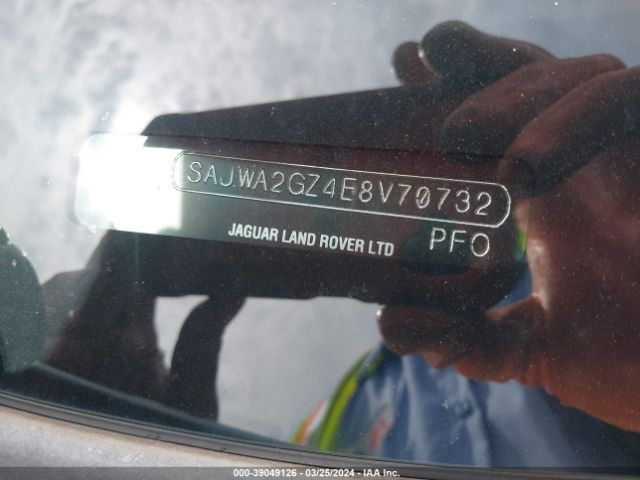 SAJWA2GZ4E8V70732
JAGUAR LAND ROVER LTD PFO
000-39049126 - 03/25/2024 - IAA Inc.